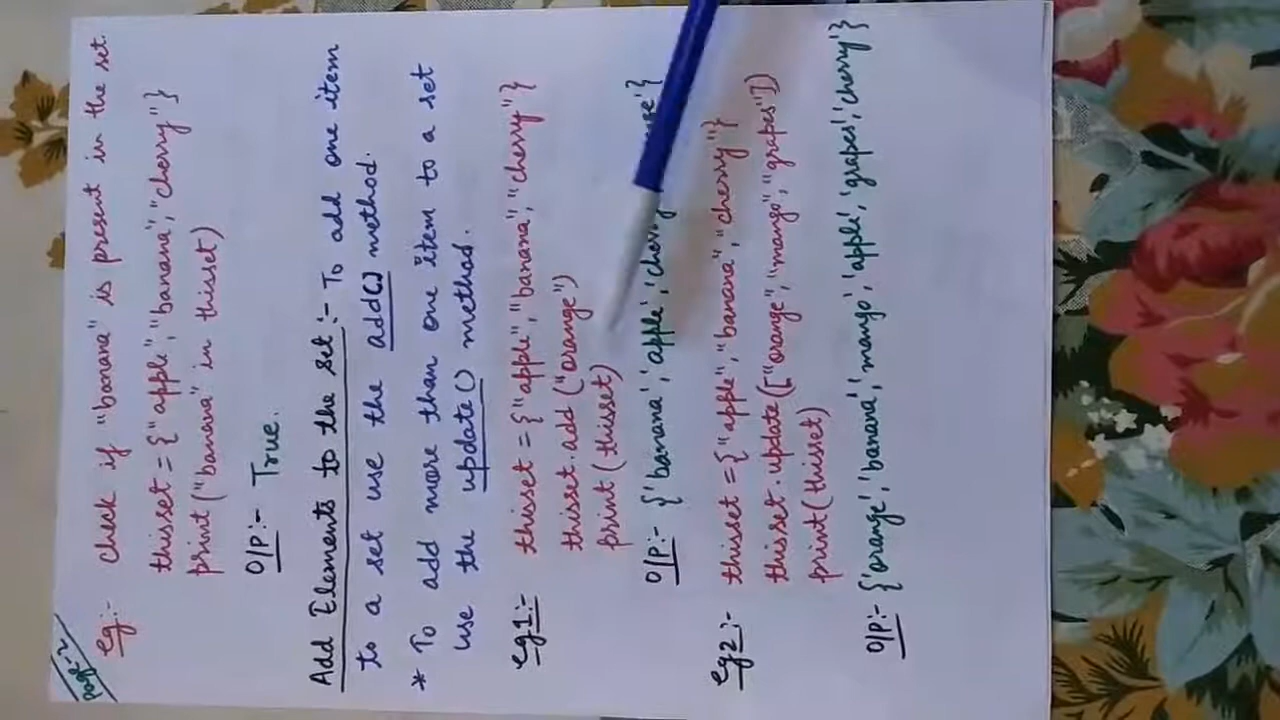 page-2
eg:- check if "banana" is present in the set.
thisset = {"apple", "banana", "cherry"}
print ("banana" in thisset)
O/P:- True.
Add Elements to the set:- To add one item
to a set use the add() method.
* To add more than one item to a set
use the update() method.
eg1:- thisset = {"apple", "banana", "cherry"}
thisset.add ("orange")
print (thisset)
O/P:- {'banana', 'apple',
eg2:- thisset = {"apple", "banana", "cherry"}
thisset.update(["orange", "mango", "grapes"])
print(thisset)
O/P:- {'orange', 'banana', 'mango', 'apple', 'grapes', 'cherry'}